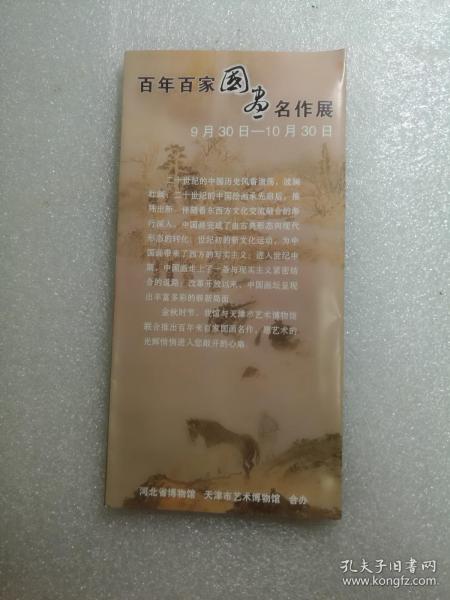 百年百家国画名作展
9月30日—10月30日
二十世纪的中国历史风雷激荡，波澜
壮阔；二十世纪的中国绘画承先启后，推
陈出新。伴随着东西方文化交流融合的渐
行深入，中国画完成了由古典形态向现代
形态的转化；世纪初的新文化运动，为中
国画带来了西方的写实主义；进入世纪中
期，中国画走上了一条与现实主义紧密结
合的道路；改革开放以来，中国画坛呈现
出丰富多彩的崭新局面。
金秋时节，我馆与天津市艺术博物馆
联合推出百年来百家国画名作，愿艺术的
光辉悄悄进入您敞开的心扉。
河北省博物馆 天津市艺术博物馆 合办
孔夫子旧书网
www.kongfz.com